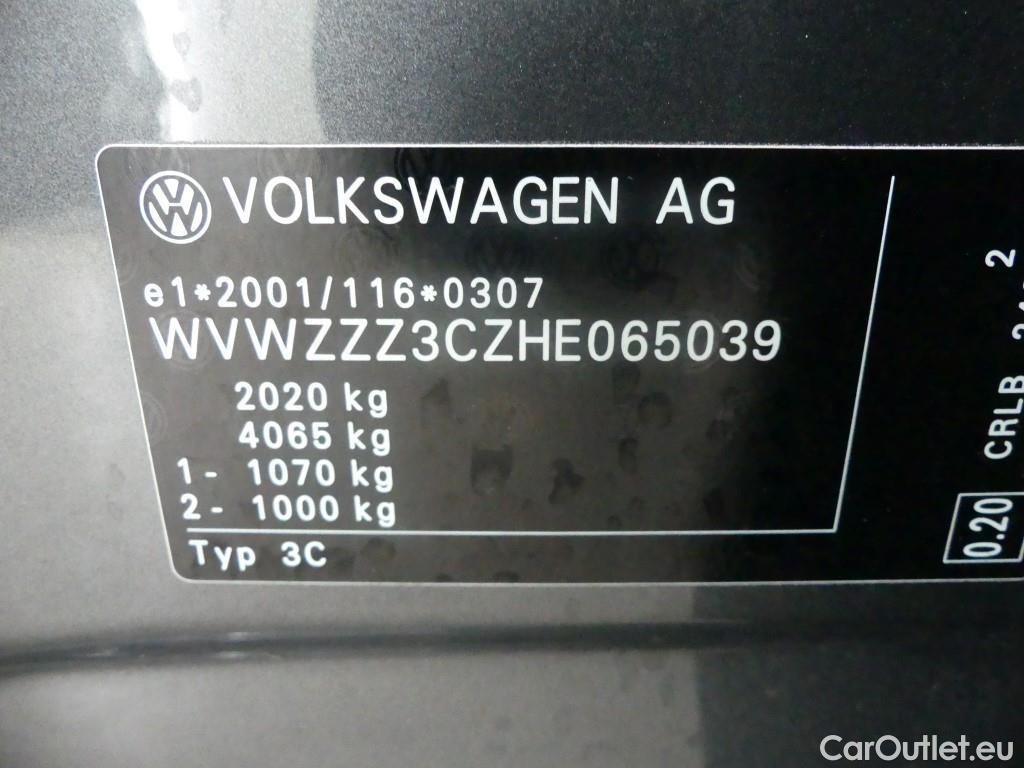 VOLKSWAGEN AG
e1*2001/116*0307
WVWZZZ3CZHE065039
2020 kg
4065 kg
1- 1070 kg
2- 1000 kg
Typ 3C
0.20 CRLB
2
CarOutlet.eu